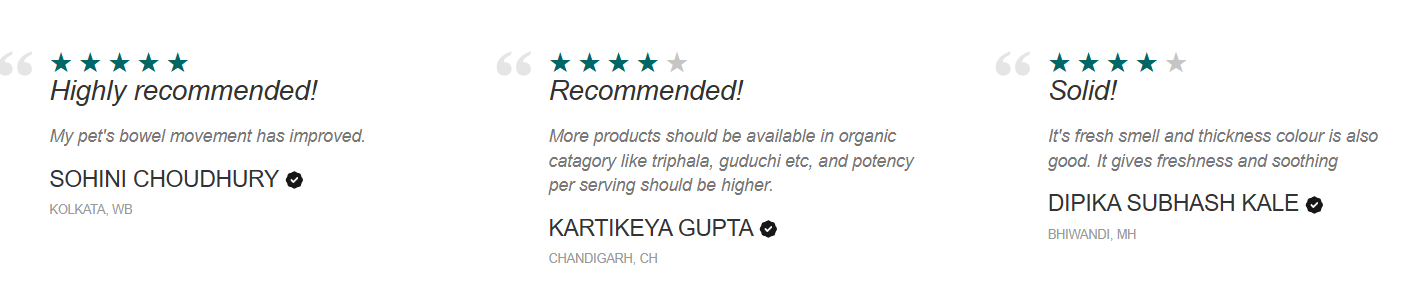 Highly recommended!
My pet's bowel movement has improved.
SOHINI CHOUDHURY
KOLKATA, WB
Recommended!
More products should be available in organic
catagory like triphala, guduchi etc, and potency
per serving should be higher.
KARTIKEYA GUPTA
CHANDIGARH, CH
Solid!
It's fresh smell and thickness colour is also
good. It gives freshness and soothing
DIPIKA SUBHASH KALE
BHIWANDI, MH